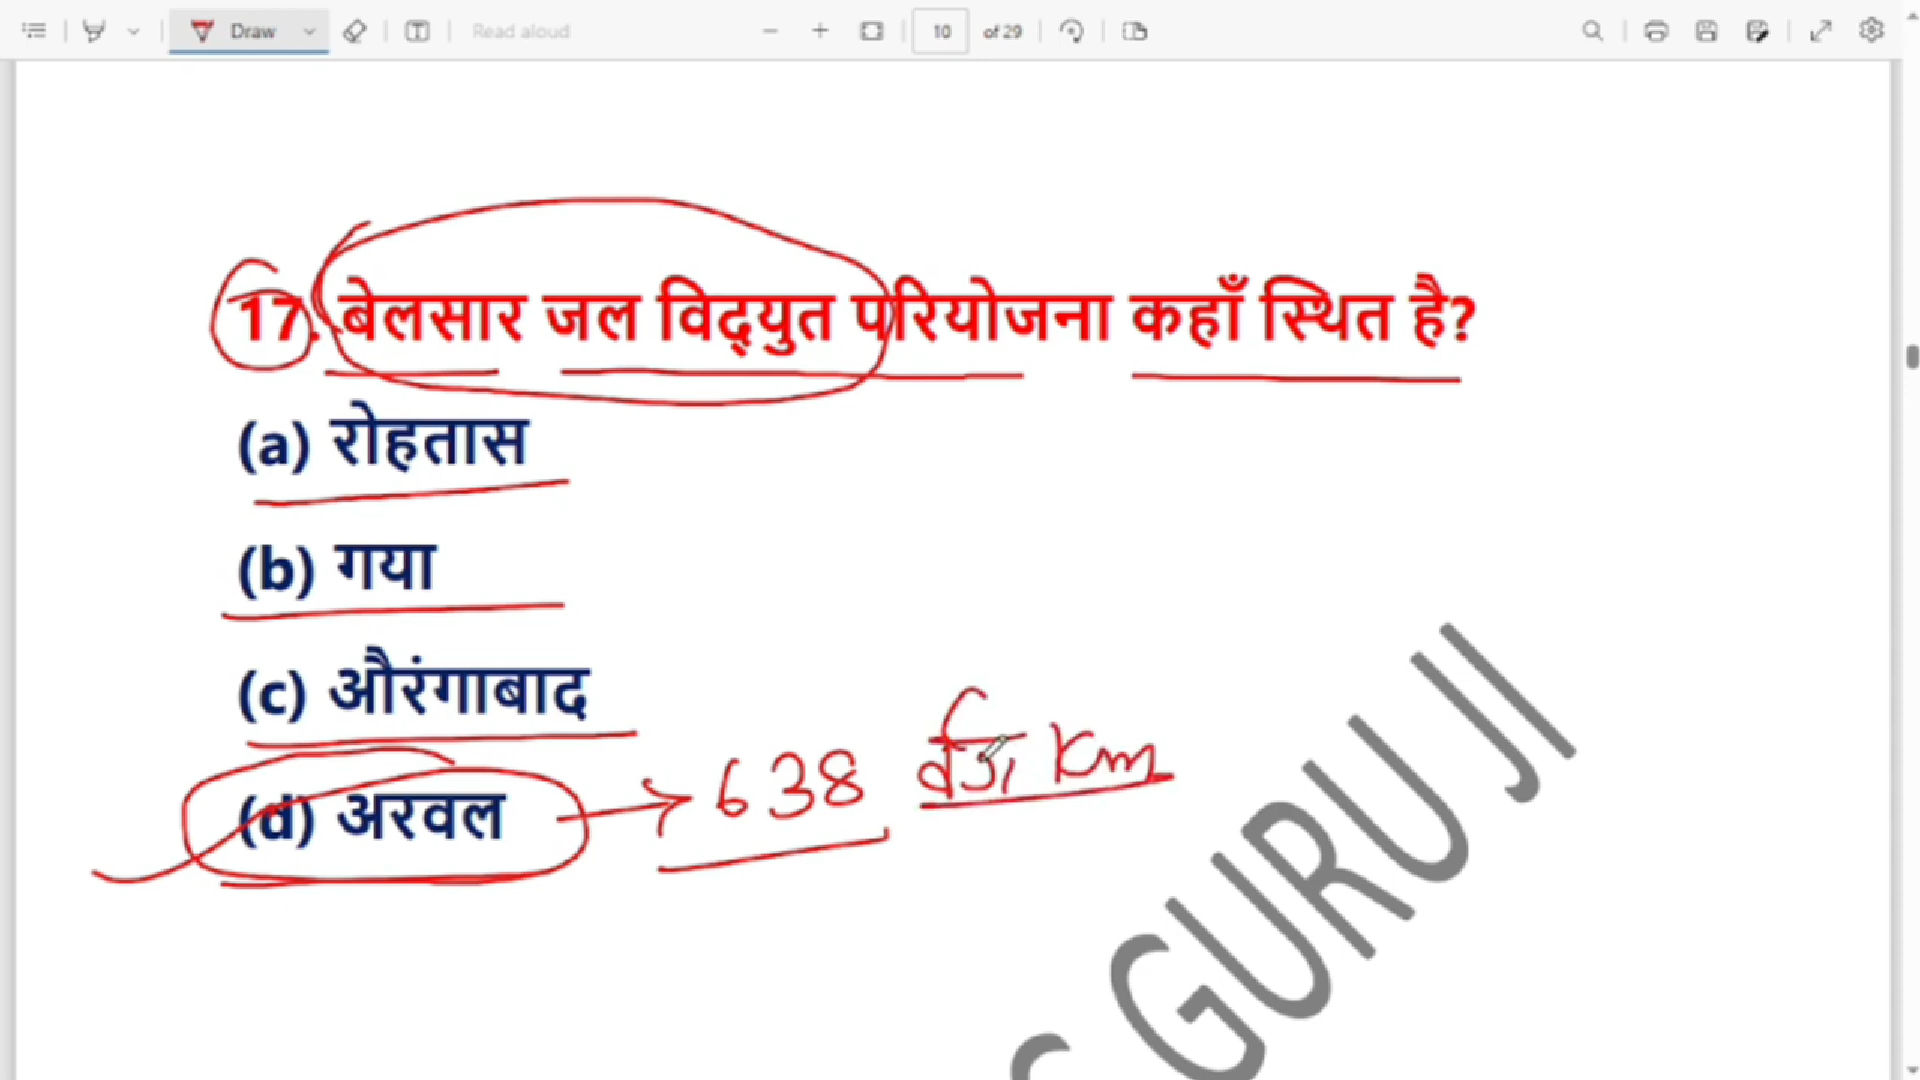 Draw
Read aloud
10 of 29
17. बेलसार जल विद्युत परियोजना कहाँ स्थित है?
(a) रोहतास
(b) गया
(c) औरंगाबाद
(d) अरवल → 638 वर्ग km
GURU JI